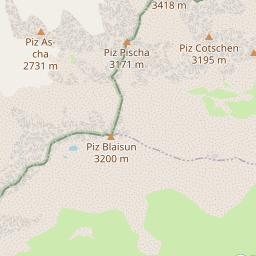 3418 m
Piz As-
cha
2731 m
Piz Pischa
3171 m
Piz Cotschen
3195 m
Piz Blaisun
3200 m